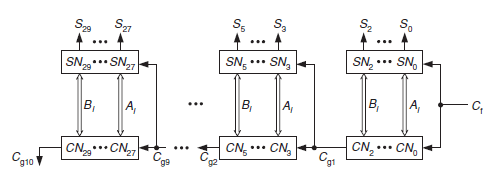 S29 ••• S27 S5 ••• S3 S2 ••• S0
SN29 ••• SN27 SN5 ••• SN3 SN2 ••• SN0
Bi Ai ••• Bi Ai Bi Ai Cf
CN29 ••• CN27 CN5 ••• CN3 CN2 ••• CN0
Cg10 Cg9 ••• Cg2 Cg1